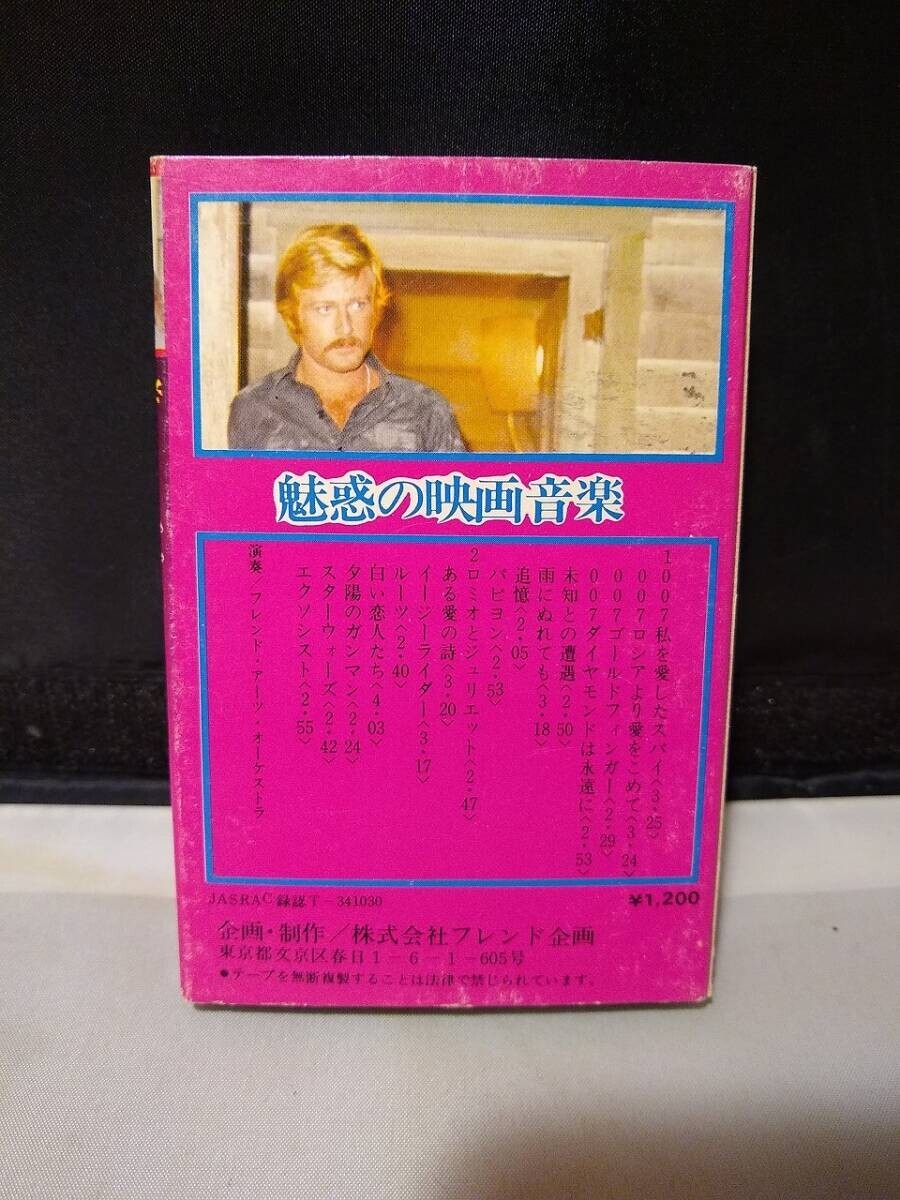 魅惑の映画音楽
1 007私を愛したスパイ〈3・25〉
007ロシアより愛をこめて〈3・24〉
007ゴールドフィンガー〈2・29〉
007ダイヤモンドは永遠に〈2・53〉
未知との遭遇〈2・50〉
雨にぬれても〈3・18〉
追憶〈2・05〉
パピヨン〈2・53〉
2 ロミオとジュリエット〈2・47〉
ある愛の詩〈3・20〉
イージーライダー〈3・17〉
ルーツ〈2・40〉
白い恋人たち〈4・03〉
夕陽のガンマン〈2・24〉
スターウォーズ〈2・42〉
エクソシスト〈2・55〉
演奏/フレンド・アーツ・オーケストラ
JASRAC録認T-341030
¥1,200
企画・制作/株式会社フレンド企画
東京都文京区春日1-6-1-605号
●テープを無断複製することは法律で禁じられています。